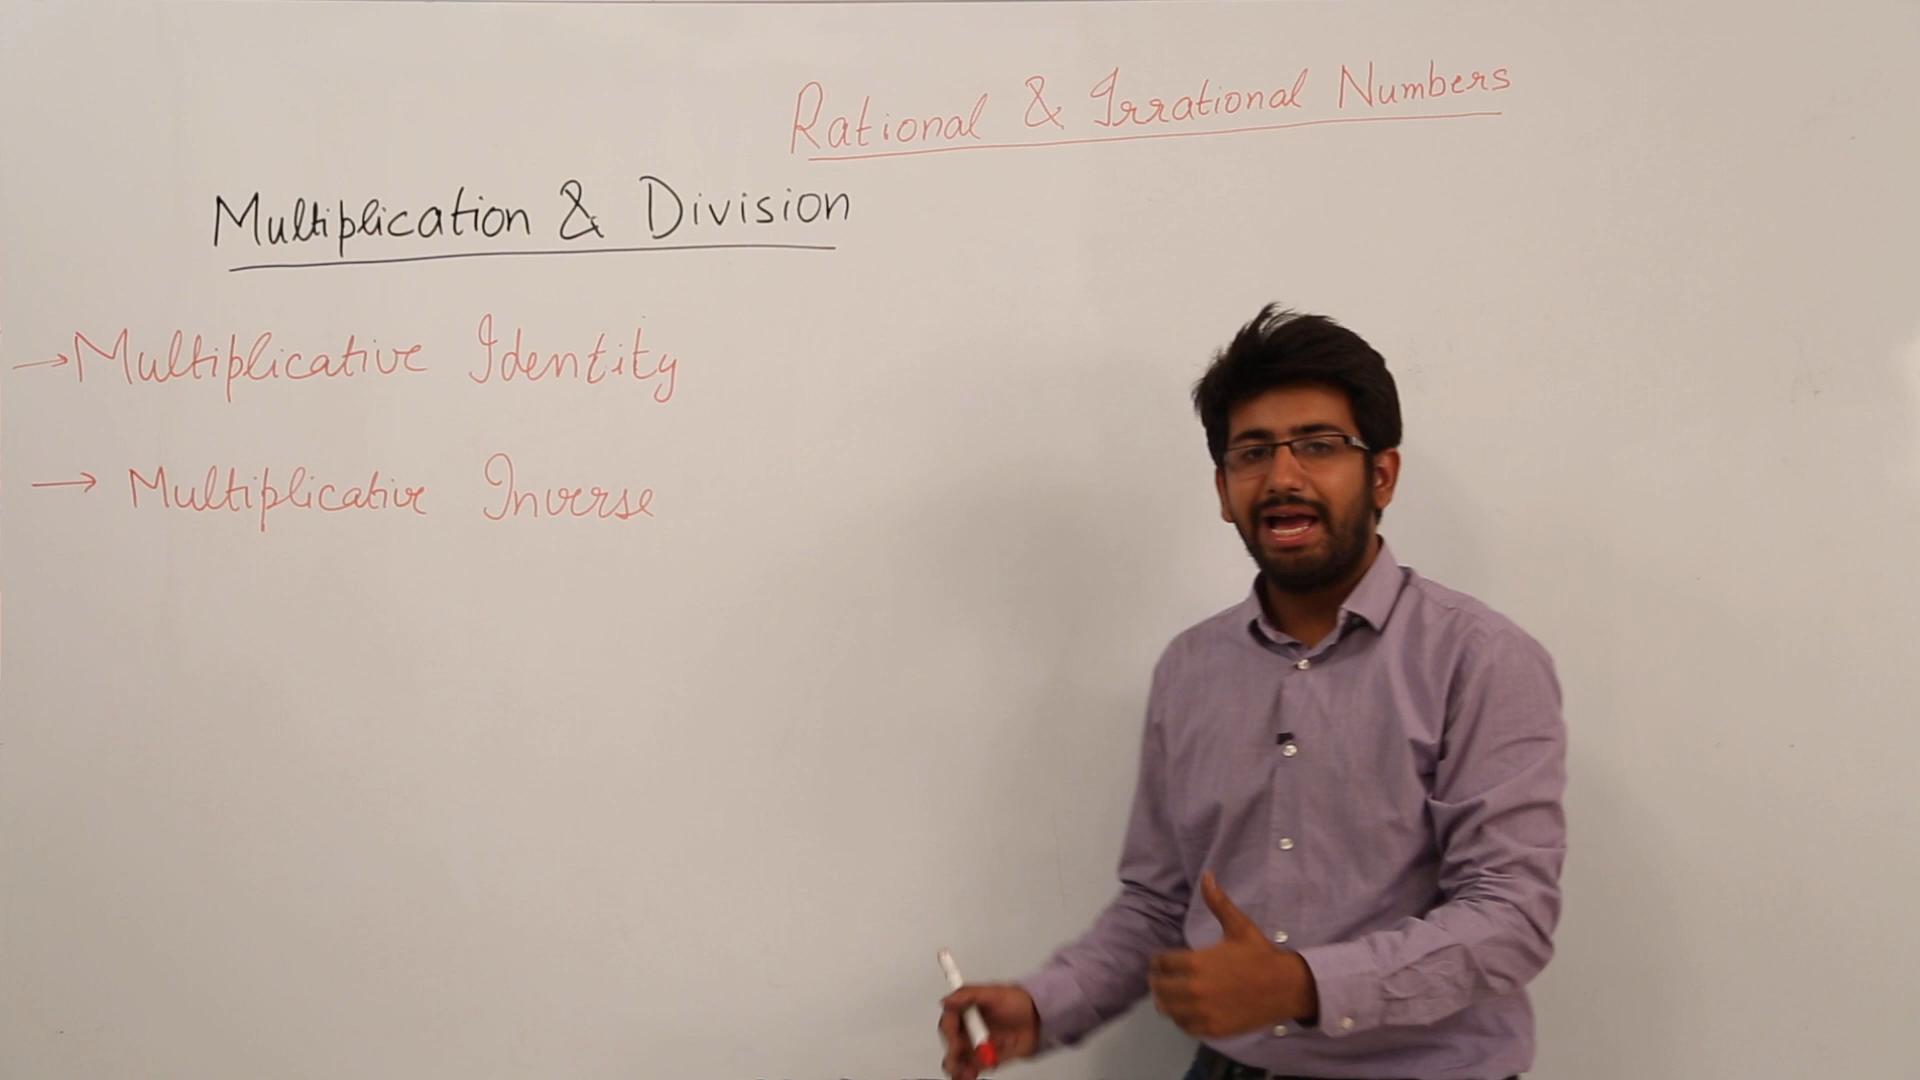 Rational & Irrational Numbers
Multiplication & Division
→ Multiplicative Identity
→ Multiplicative Inverse